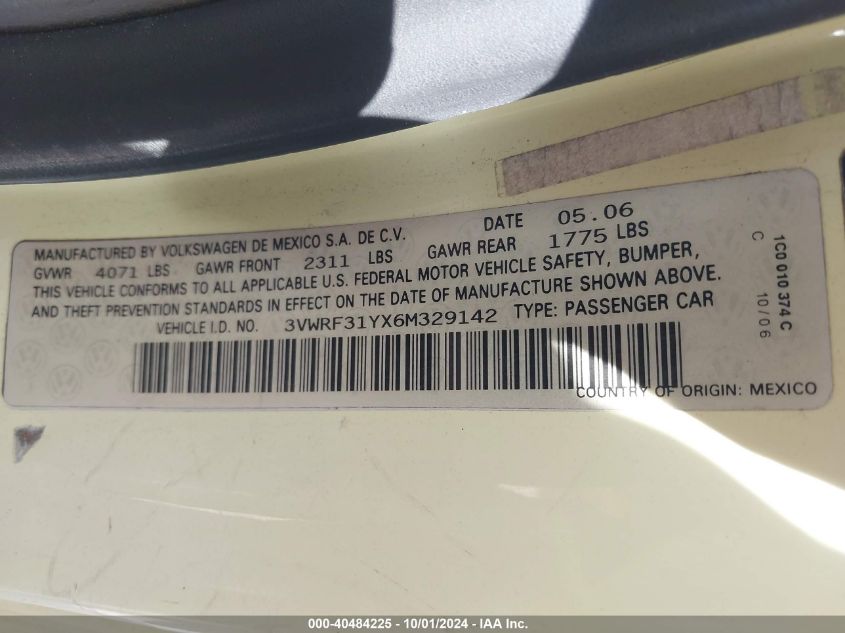 MANUFACTURED BY VOLKSWAGEN DE MEXICO S.A. DE C.V. DATE 05.06
GVWR 4071 LBS GAWR FRONT 2311 LBS GAWR REAR 1775 LBS
THIS VEHICLE CONFORMS TO ALL APPLICABLE U.S. FEDERAL MOTOR VEHICLE SAFETY, BUMPER,
AND THEFT PREVENTION STANDARDS IN EFFECT ON THE DATE OF MANUFACTURE SHOWN ABOVE.
VEHICLE I.D. NO. 3VWRF31YX6M329142 TYPE: PASSENGER CAR
COUNTRY OF ORIGIN: MEXICO
1C0 010 374 C
C 10/06
000-40484225 - 10/01/2024 - IAA Inc.